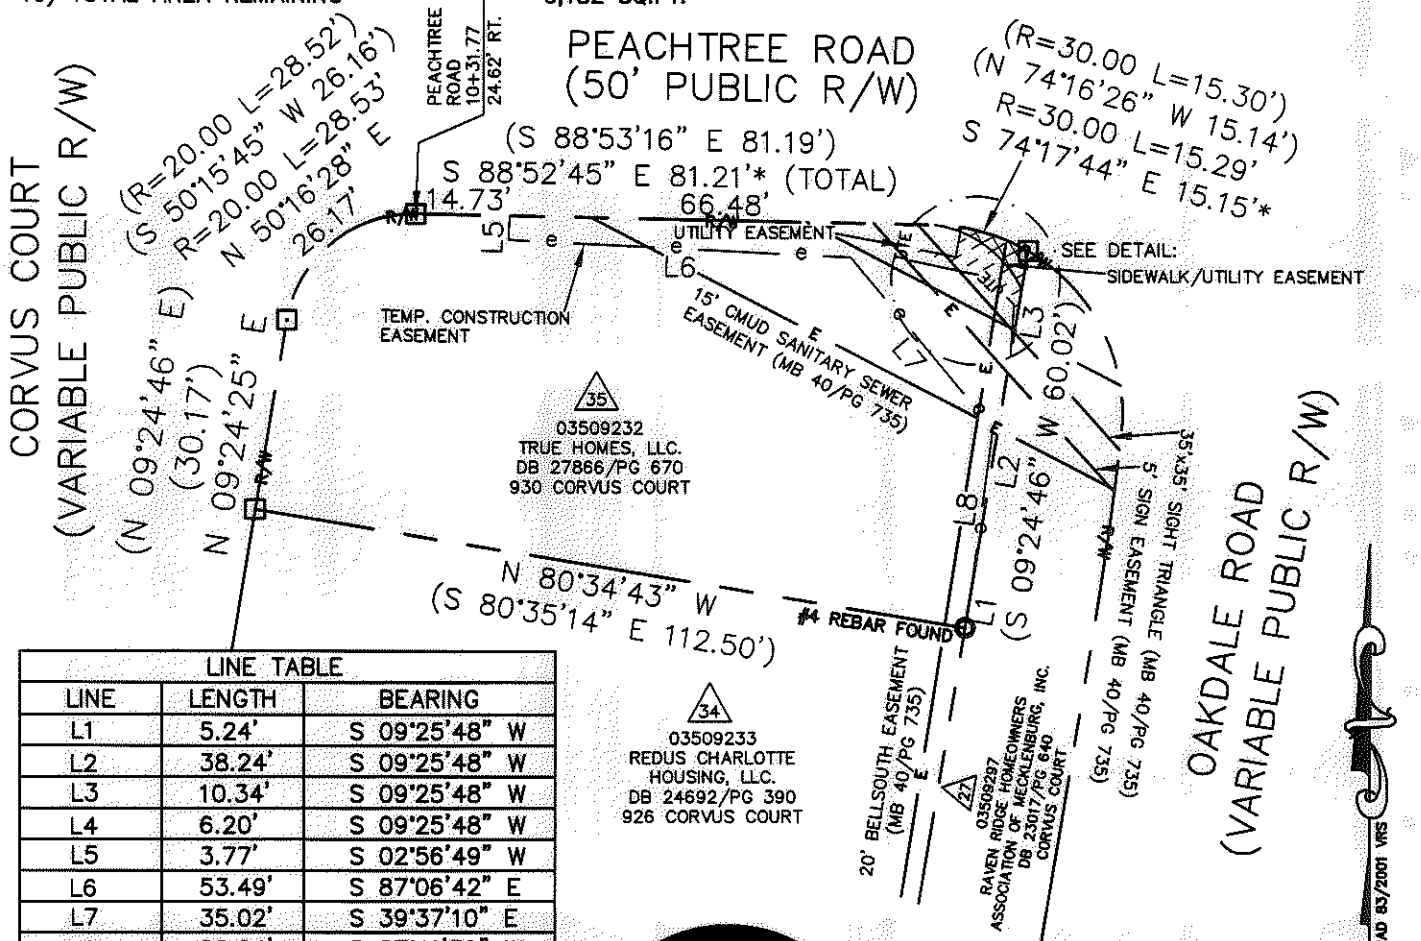 PEACHTREE
ROAD
10+31.77
24.62' RT.
PEACHTREE ROAD
(50' PUBLIC R/W)
(R=30.00 L=15.30')
(N 74°16'26" W 15.14')
R=30.00 L=15.29'
S 74°17'44" E 15.15'*
CORVUS COURT
(VARIABLE PUBLIC R/W)
(R=20.00 L=28.52')
(S 50°15'45" W 26.16')
R=20.00 L=28.53'
N 50°16'28" E
26.17'
(S 88°53'16" E 81.19')
S 88°52'45" E 81.21'* (TOTAL)
R/W
14.73'
66.48'
R/W
L5
e
e
e
e
UTILITY EASEMENT
L6
SEE DETAIL:
SIDEWALK/UTILITY EASEMENT
TEMP. CONSTRUCTION
EASEMENT
15' CMUD SANITARY SEWER
EASEMENT (MB 40/PG 735)
E
E
E
E
L7
L3
(N 09°24'46" E)
(30.17')
N 09°24'25" E
R/W
35
03509232
TRUE HOMES, LLC.
DB 27866/PG 670
930 CORVUS COURT
L2
L8
L1
(S 09°24'46" W 60.02')
35'x35' SIGHT TRIANGLE (MB 40/PG 735)
5' SIGN EASEMENT (MB 40/PG 735)
R/W
OAKDALE ROAD
(VARIABLE PUBLIC R/W)
N 80°34'43" W
(S 80°35'14" E 112.50')
#4 REBAR FOUND
34
03509233
REDUS CHARLOTTE
HOUSING, LLC.
DB 24692/PG 390
926 CORVUS COURT
20' BELLSOUTH EASEMENT
(MB 40/PG 735)
E
27
03509297
RAVEN RIDGE HOMEOWNERS
ASSOCIATION OF MECKLENBURG, INC.
DB 23017/PG 640
CORVUS COURT
LINE TABLE
LINE LENGTH BEARING
L1 5.24' S 09°25'48" W
L2 38.24' S 09°25'48" W
L3 10.34' S 09°25'48" W
L4 6.20' S 09°25'48" W
L5 3.77' S 02°56'49" W
L6 53.49' S 87°06'42" E
L7 35.02' S 39°37'10" E
AD 83/2001 VRS